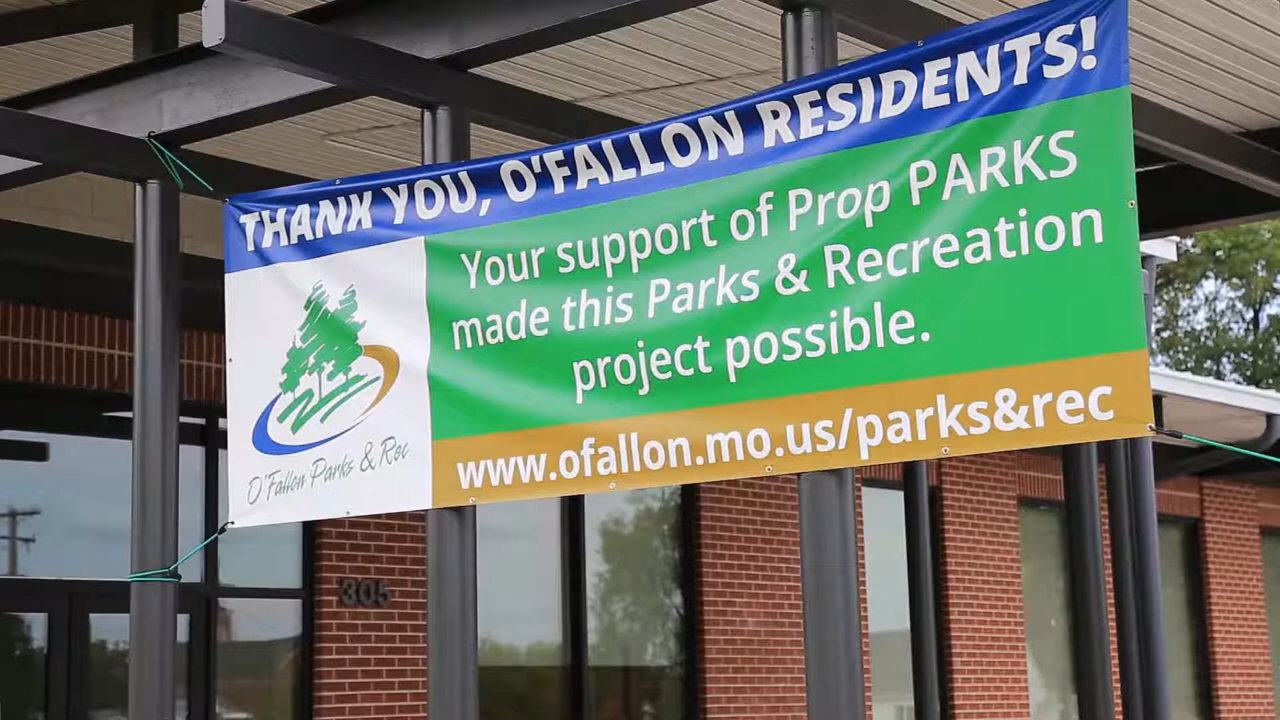 THANK YOU, O'FALLON RESIDENTS!
Your support of Prop PARKS
made this Parks & Recreation
project possible.
www.ofallon.mo.us/parks&rec
O'Fallon Parks & Rec
305